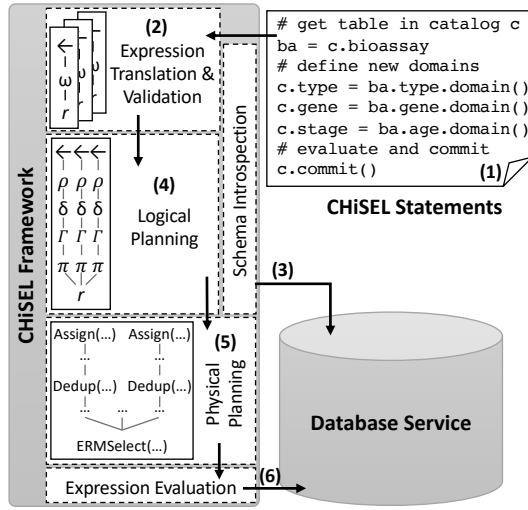 # get table in catalog c
ba = c.bioassay
# define new domains
c.type = ba.type.domain()
c.gene = ba.gene.domain()
c.stage = ba.age.domain()
# evaluate and commit
c.commit()
(1)
CHiSEL Statements
CHiSEL Framework
(2)
Expression
Translation &
Validation
← ω r
Schema Introspection
(3)
(4)
Logical
Planning
← ← ←
ρ ρ ρ
δ δ δ
Γ Γ Γ
π π π
r
(5)
Physical
Planning
Assign(...) Assign(...)
... ...
Dedup(...) Dedup(...)
... ... ...
ERMSelect(...)
Expression Evaluation
(6)
Database Service